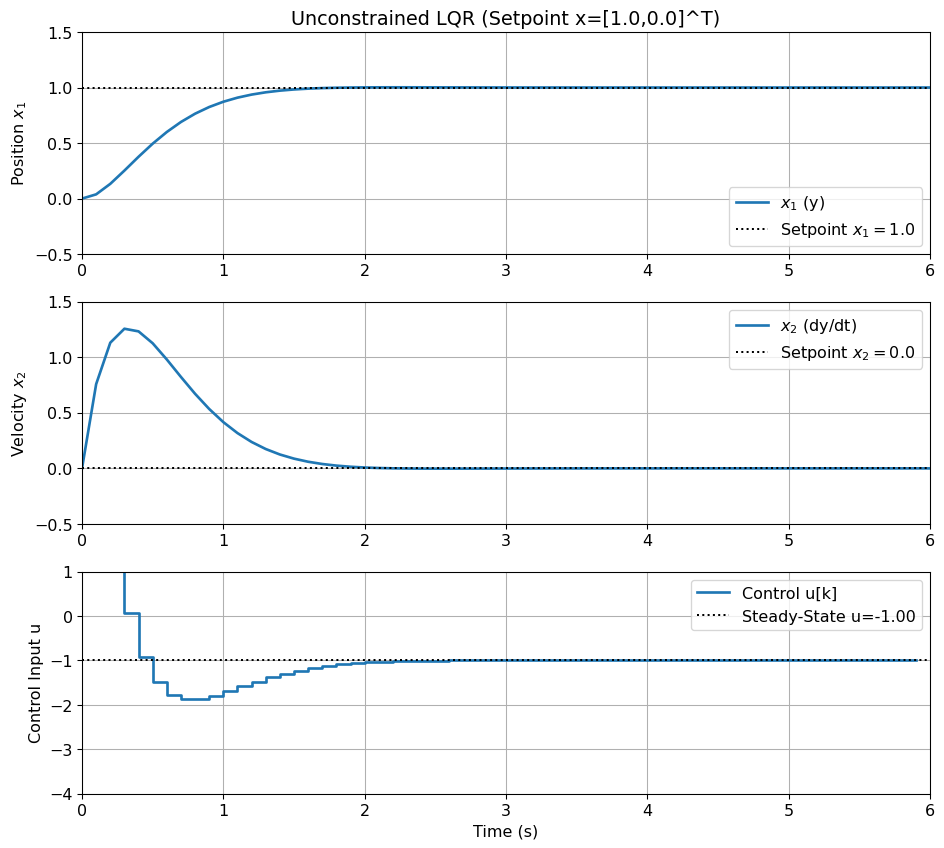 Unconstrained LQR (Setpoint x=[1.0,0.0]^T)
1.5
1.0
0.5
0.0
−0.5
Position x₁
x₁ (y)
Setpoint x₁ = 1.0
0 1 2 3 4 5 6
1.5
1.0
0.5
0.0
−0.5
Velocity x₂
x₂ (dy/dt)
Setpoint x₂ = 0.0
0 1 2 3 4 5 6
1
0
−1
−2
−3
−4
Control Input u
Control u[k]
Steady-State u=-1.00
0 1 2 3 4 5 6
Time (s)